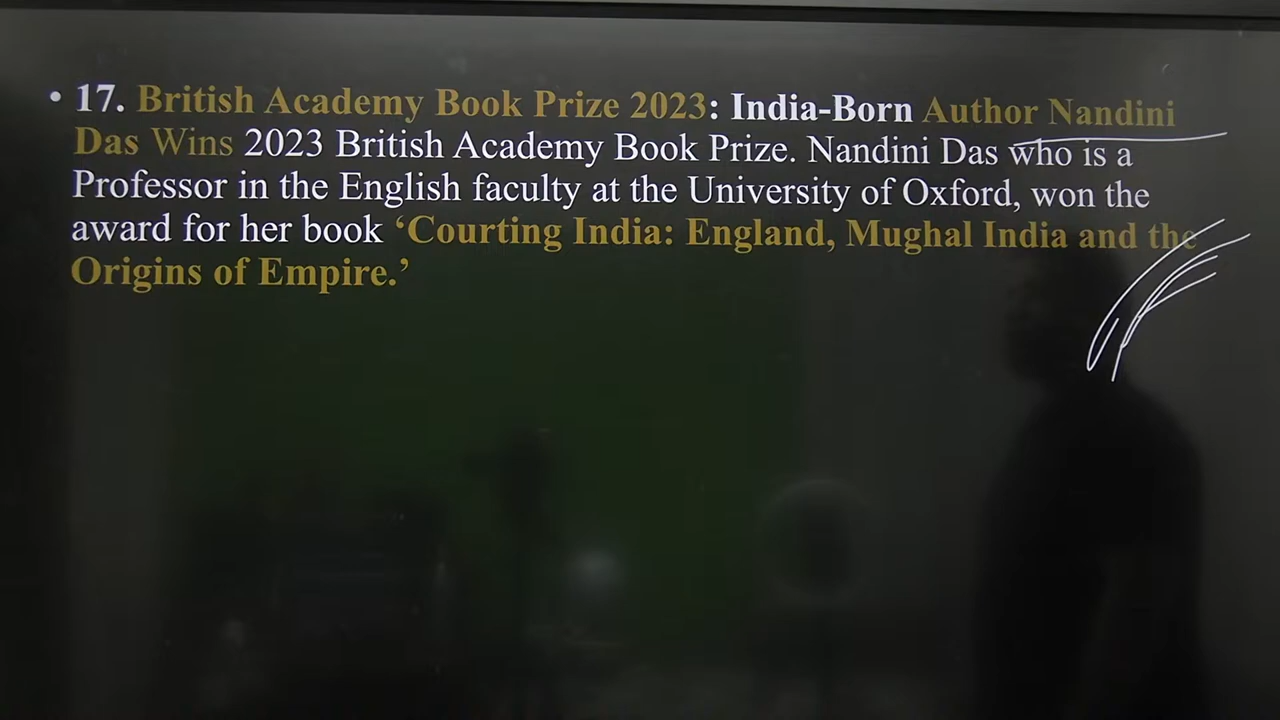 • 17. British Academy Book Prize 2023: India-Born Author Nandini
Das Wins 2023 British Academy Book Prize. Nandini Das who is a
Professor in the English faculty at the University of Oxford, won the
award for her book ‘Courting India: England, Mughal India and the
Origins of Empire.’